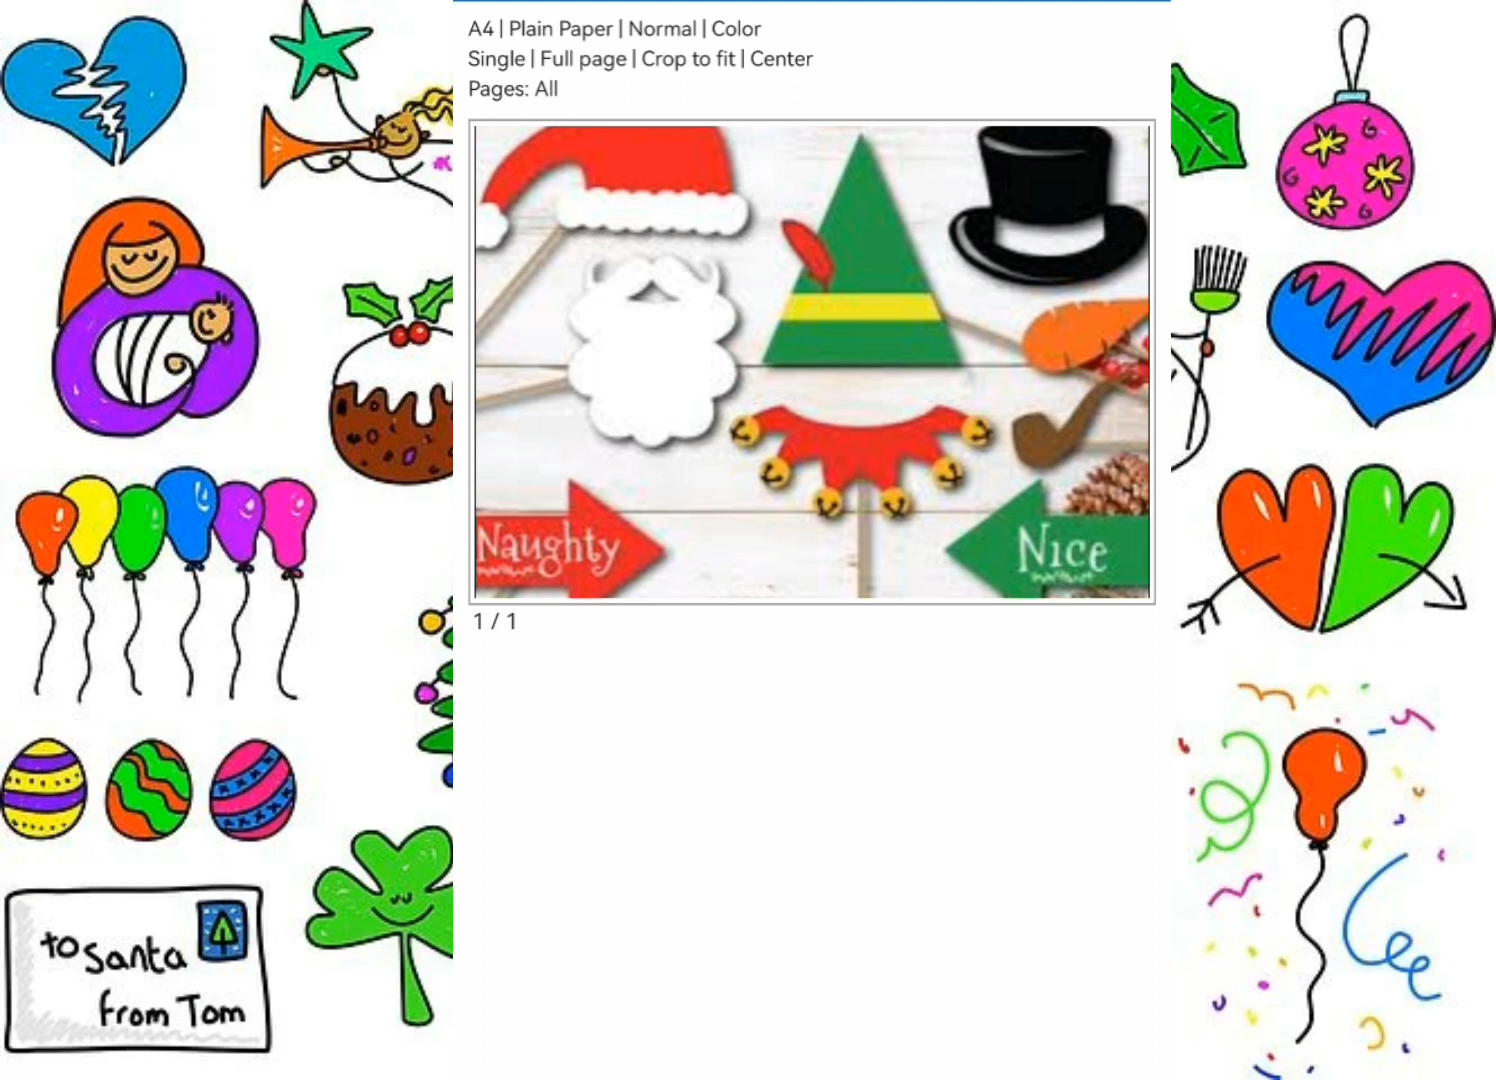 A4 | Plain Paper | Normal | Color
Single | Full page | Crop to fit | Center
Pages: All
Naughty
Nice
1 / 1
to Santa
from Tom